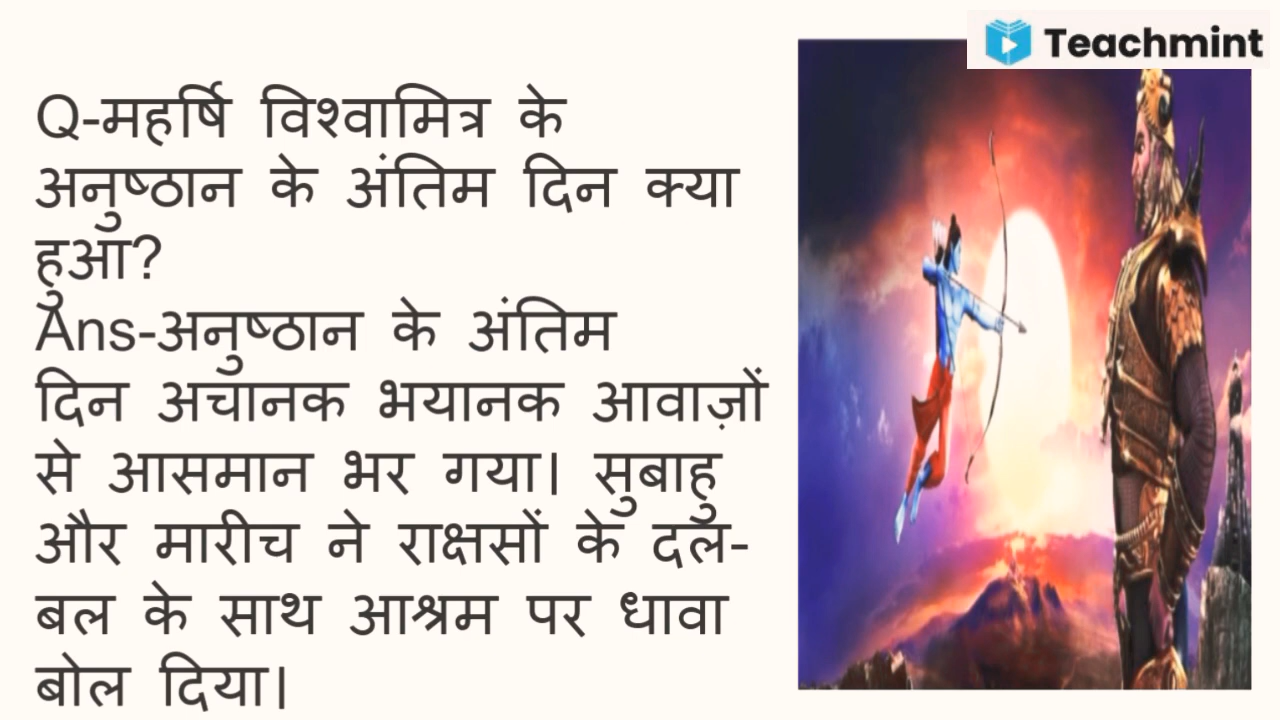 Teachmint
Q-महर्षि विश्वामित्र के
अनुष्ठान के अंतिम दिन क्या
हुआ?
Ans-अनुष्ठान के अंतिम
दिन अचानक भयानक आवाज़ों
से आसमान भर गया। सुबाहु
और मारीच ने राक्षसों के दल-
बल के साथ आश्रम पर धावा
बोल दिया।